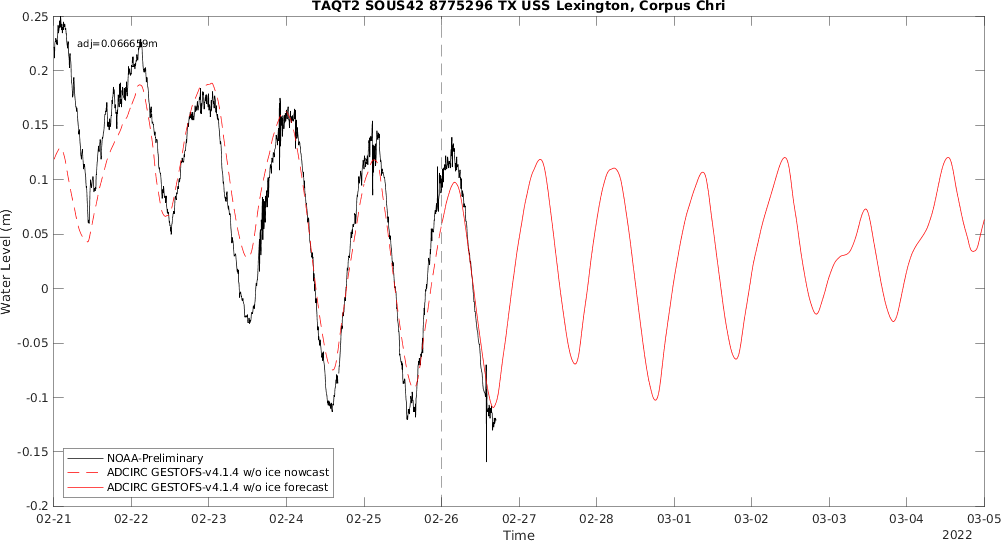 TAQT2 SOUS42 8775296 TX USS Lexington, Corpus Chri
adj=0.066659m
0.25
0.2
0.15
0.1
0.05
0
-0.05
-0.1
-0.15
-0.2
Water Level (m)
NOAA-Preliminary
ADCIRC GESTOFS-v4.1.4 w/o ice nowcast
ADCIRC GESTOFS-v4.1.4 w/o ice forecast
02-21 02-22 02-23 02-24 02-25 02-26 02-27 02-28 03-01 03-02 03-03 03-04 03-05
Time 2022